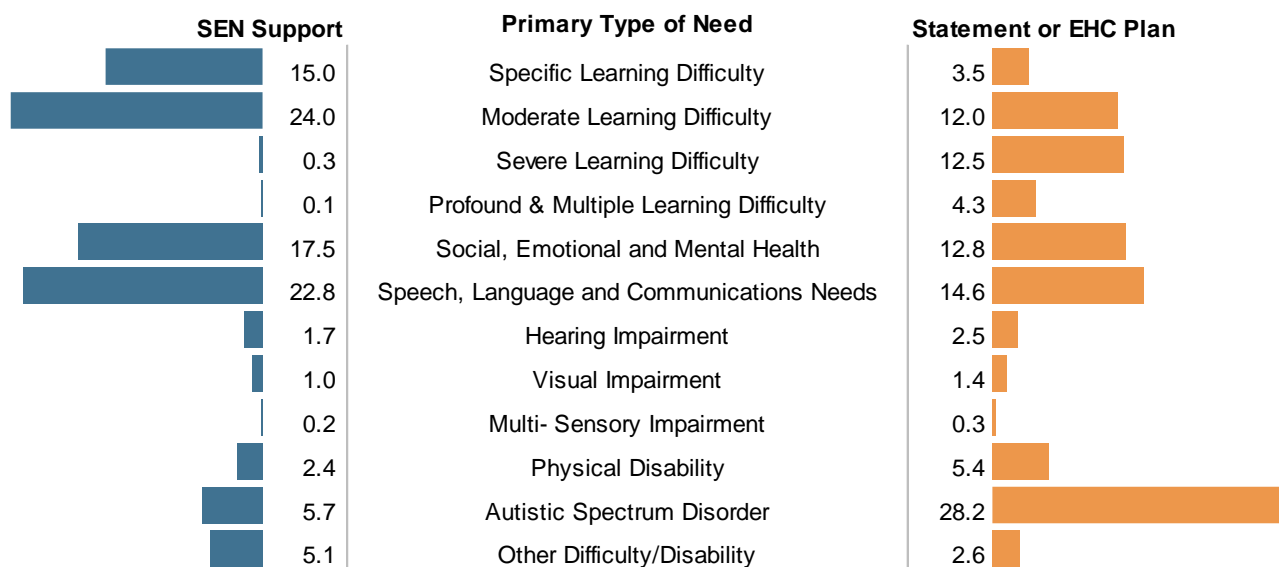 SEN Support Primary Type of Need Statement or EHC Plan
15.0 Specific Learning Difficulty 3.5
24.0 Moderate Learning Difficulty 12.0
0.3 Severe Learning Difficulty 12.5
0.1 Profound & Multiple Learning Difficulty 4.3
17.5 Social, Emotional and Mental Health 12.8
22.8 Speech, Language and Communications Needs 14.6
1.7 Hearing Impairment 2.5
1.0 Visual Impairment 1.4
0.2 Multi- Sensory Impairment 0.3
2.4 Physical Disability 5.4
5.7 Autistic Spectrum Disorder 28.2
5.1 Other Difficulty/Disability 2.6